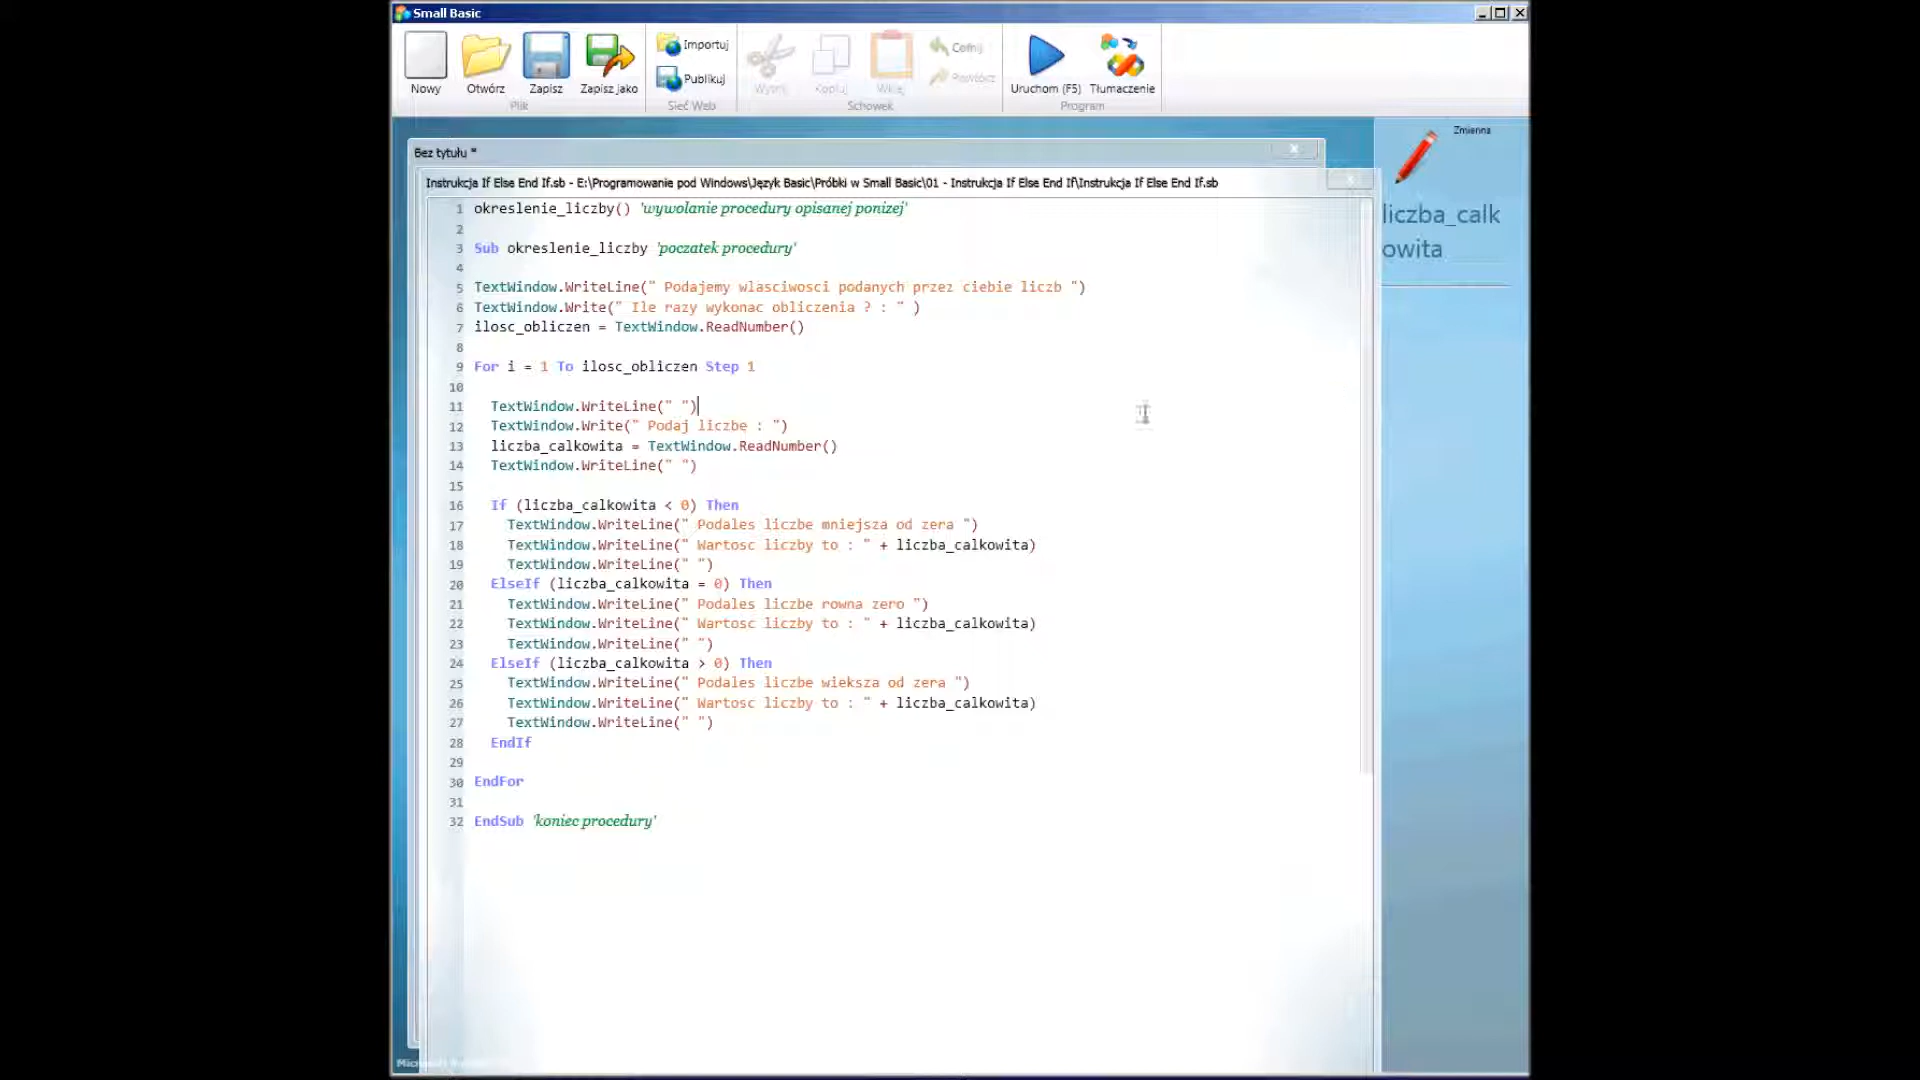 Small Basic
Nowy
Otwórz
Zapisz
Zapisz jako
Importuj
Publikuj
Wytnij
Kopiuj
Wklej
Cofnij
Powtórz
Uruchom (F5)
Tłumaczenie
Plik
Sieć Web
Schowek
Program
Bez tytułu *
Instrukcja If Else End If.sb - E:\Programowanie pod Windows\Język Basic\Próbki w Small Basic\01 - Instrukcja If Else End If\Instrukcja If Else End If.sb
1 okreslenie_liczby() 'wywolanie procedury opisanej ponizej'
2
3 Sub okreslenie_liczby 'poczatek procedury'
4
5 TextWindow.WriteLine(" Podajemy wlasciwosci podanych przez ciebie liczb ")
6 TextWindow.Write(" Ile razy wykonac obliczenia ? : " )
7 ilosc_obliczen = TextWindow.ReadNumber()
8
9 For i = 1 To ilosc_obliczen Step 1
10
11 TextWindow.WriteLine(" ")
12 TextWindow.Write(" Podaj liczbe : ")
13 liczba_calkowita = TextWindow.ReadNumber()
14 TextWindow.WriteLine(" ")
15
16 If (liczba_calkowita < 0) Then
17 TextWindow.WriteLine(" Podales liczbe mniejsza od zera ")
18 TextWindow.WriteLine(" Wartosc liczby to : " + liczba_calkowita)
19 TextWindow.WriteLine(" ")
20 ElseIf (liczba_calkowita = 0) Then
21 TextWindow.WriteLine(" Podales liczbe rowna zero ")
22 TextWindow.WriteLine(" Wartosc liczby to : " + liczba_calkowita)
23 TextWindow.WriteLine(" ")
24 ElseIf (liczba_calkowita > 0) Then
25 TextWindow.WriteLine(" Podales liczbe wieksza od zera ")
26 TextWindow.WriteLine(" Wartosc liczby to : " + liczba_calkowita)
27 TextWindow.WriteLine(" ")
28 EndIf
29
30 EndFor
31
32 EndSub 'koniec procedury'
Zmienna
liczba_calk
owita